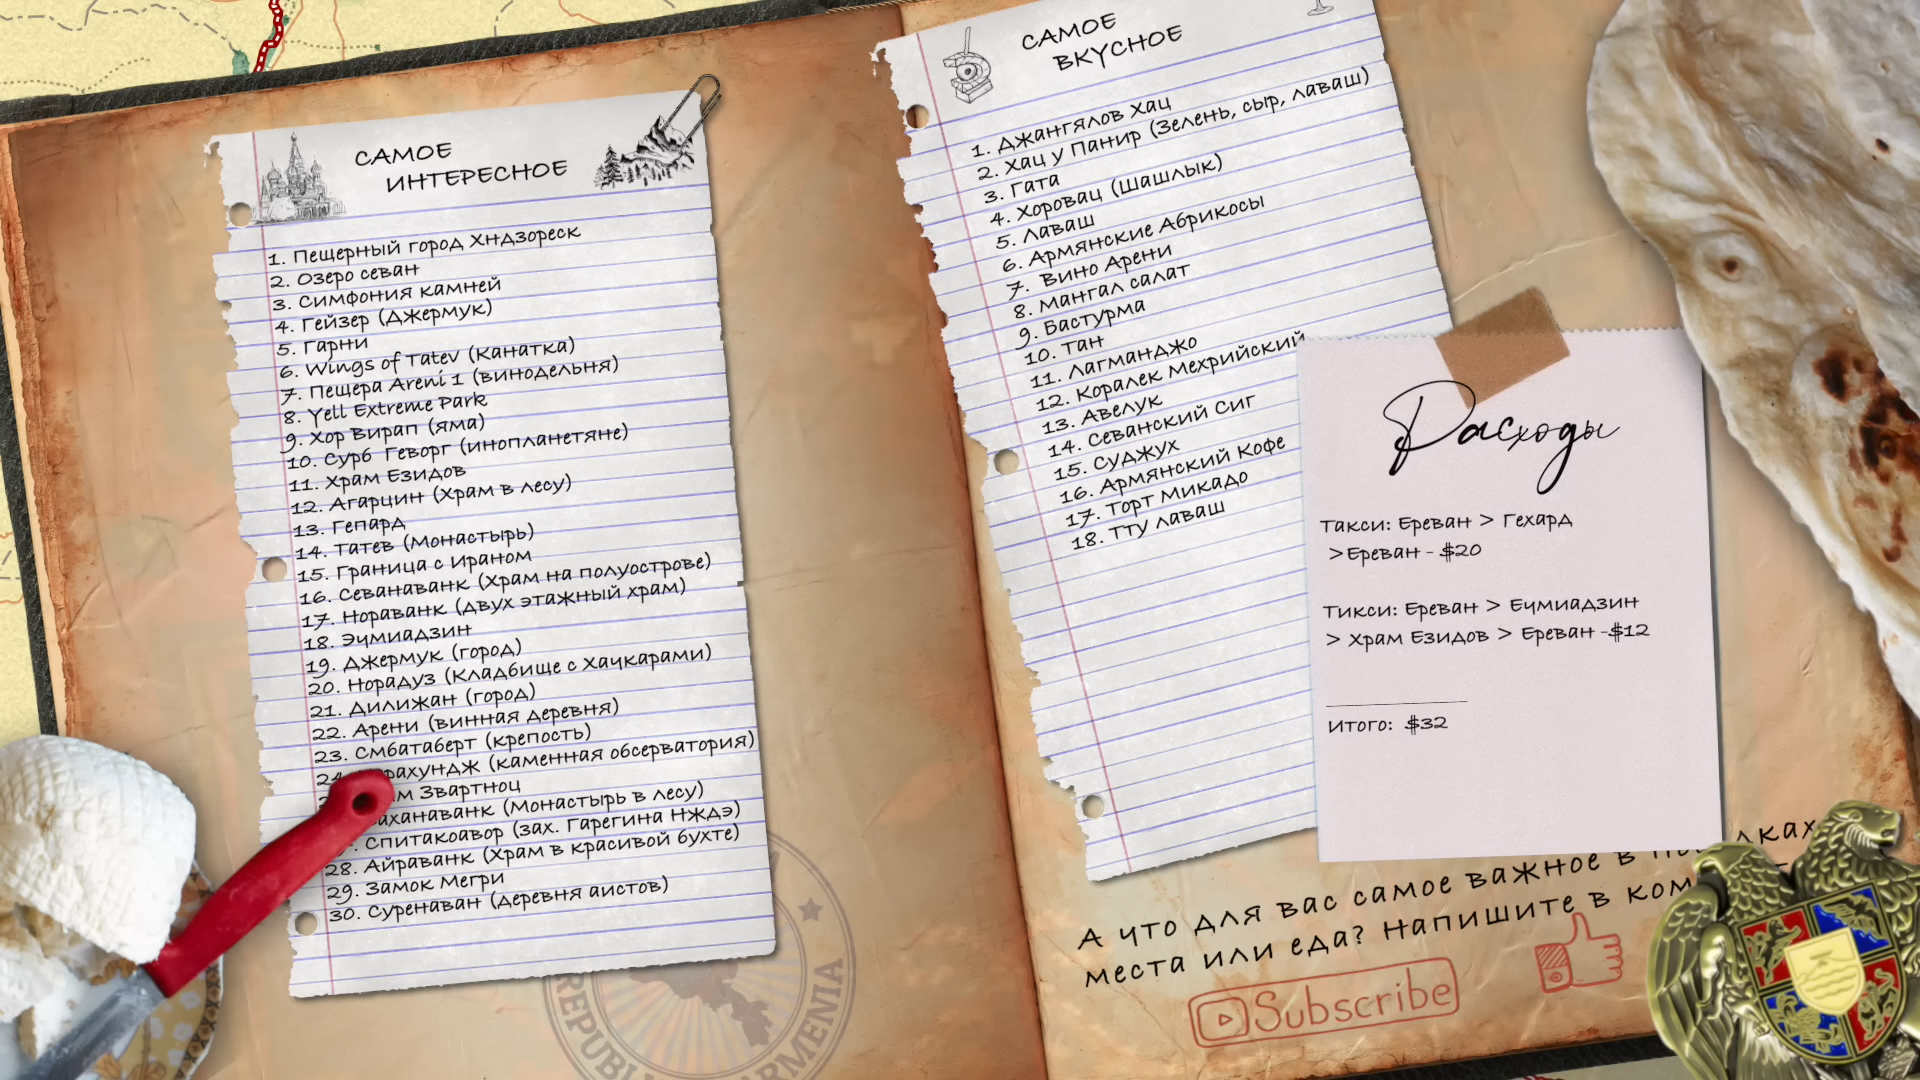 САМОЕ
ИНТЕРЕСНОЕ
1. Пещерный город Хндзореск
2. Озеро севан
3. Симфония камней
4. Гейзер (Джермук)
5. Гарни
6. Wings of Tatev (Канатка)
7. Пещера Areni 1 (винодельня)
8. Yell Extreme Park
9. Хор Вирап (яма)
10. Сурб Геворг (инопланетяне)
11. Храм Езидов
12. Агарцин (Храм в лесу)
13. Гепард
14. Татев (Монастырь)
15. Граница с Ираном
16. Севанаванк (Храм на полуострове)
17. Нораванк (двух этажный храм)
18. Эчмиадзин
19. Джермук (город)
20. Норадуз (Кладбище с Хачкарами)
21. Дилижан (город)
22. Арени (винная деревня)
23. Смбатаберт (крепость)
24. (каменная обсерватория)
Звартноц
(Монастырь в лесу)
Спитакоавор (зах. Гарегина Нждэ)
28. Айраванк (Храм в красивой бухте)
29. Замок Мегри
30. Суренаван (деревня аистов)
САМОЕ
ВКУСНОЕ
1. Джангялов Хац
2. Хац у Панир (Зелень, сыр, лаваш)
3. Гата
4. Хоровац (Шашлык)
5. Лаваш
6. Армянские Абрикосы
7. Вино Арени
8. Мангал салат
9. Бастурма
10. Тан
11. Лагманджо
12. Коралек Мехрийский
13. Авелук
14. Севанский Сиг
15. Суджух
16. Армянский Кофе
17. Торт Микадо
18. Тту лаваш
Расходы
Такси: Ереван > Гехард
>Ереван - $20
Тикси: Ереван > Ечмиадзин
> Храм Езидов > Ереван -$12
Итого: $32
А что для вас самое важное в
места или еда? Напишите в
Subscribe
ARMENIA